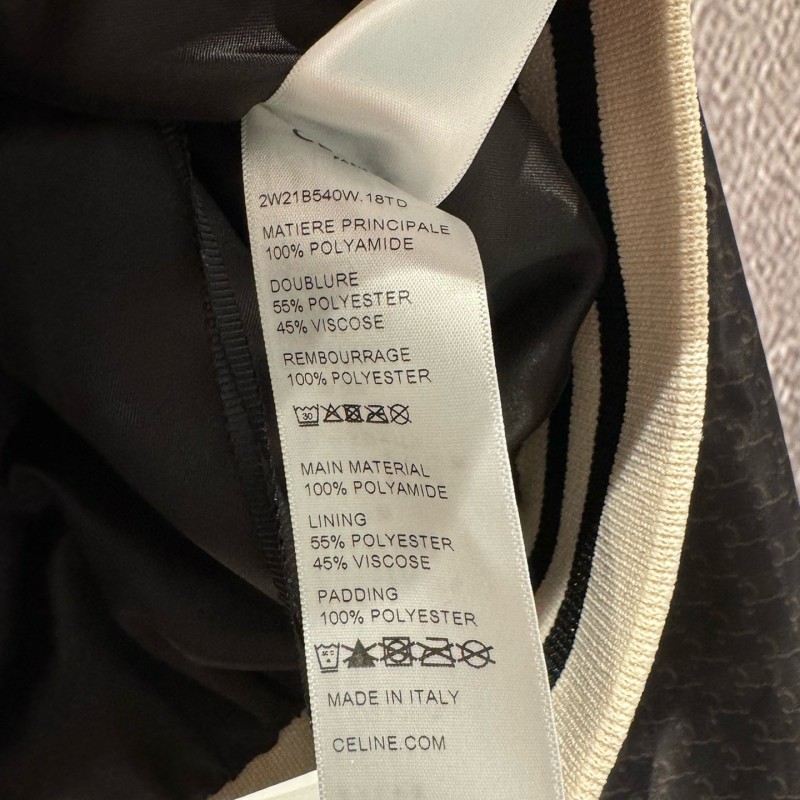 2W21B540W.18TD
MATIERE PRINCIPALE
100% POLYAMIDE
DOUBLURE
55% POLYESTER
45% VISCOSE
REMBOURRAGE
100% POLYESTER
30
MAIN MATERIAL
100% POLYAMIDE
LINING
55% POLYESTER
45% VISCOSE
PADDING
100% POLYESTER
MADE IN ITALY
CELINE.COM